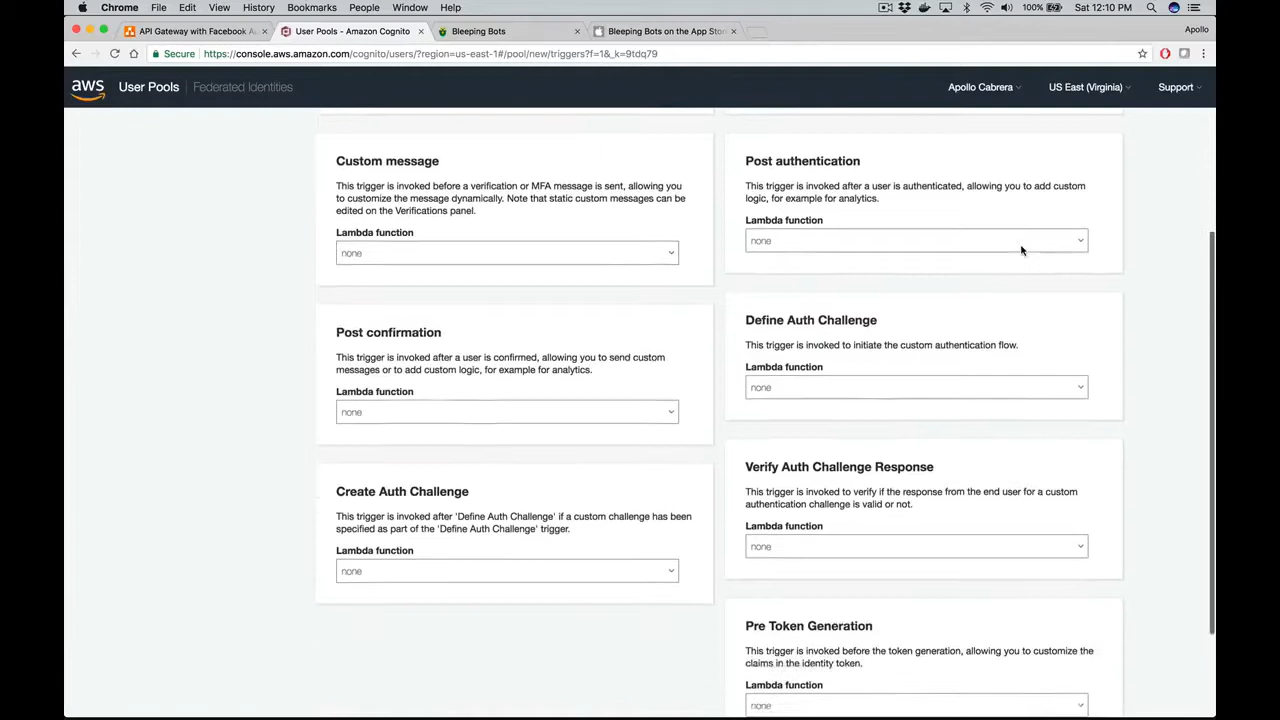 Chrome File Edit View History Bookmarks People Window Help
100% Sat 12:10 PM
API Gateway with Facebook A
User Pools - Amazon Cognito
Bleeping Bots
Bleeping Bots on the App Stor
Apollo
Secure https://console.aws.amazon.com/cognito/users/?region=us-east-1#/pool/new/triggers?f=1&_k=9tdq79
aws User Pools Federated Identities Apollo Cabrera US East (Virginia) Support
Custom message
This trigger is invoked before a verification or MFA message is sent, allowing you
to customize the message dynamically. Note that static custom messages can be
edited on the Verifications panel.
Lambda function
none
Post confirmation
This trigger is invoked after a user is confirmed, allowing you to send custom
messages or to add custom logic, for example for analytics.
Lambda function
none
Create Auth Challenge
This trigger is invoked after 'Define Auth Challenge' if a custom challenge has been
specified as part of the 'Define Auth Challenge' trigger.
Lambda function
none
Post authentication
This trigger is invoked after a user is authenticated, allowing you to add custom
logic, for example for analytics.
Lambda function
none
Define Auth Challenge
This trigger is invoked to initiate the custom authentication flow.
Lambda function
none
Verify Auth Challenge Response
This trigger is invoked to verify if the response from the end user for a custom
authentication challenge is valid or not.
Lambda function
none
Pre Token Generation
This trigger is invoked before the token generation, allowing you to customize the
claims in the identity token.
Lambda function
none